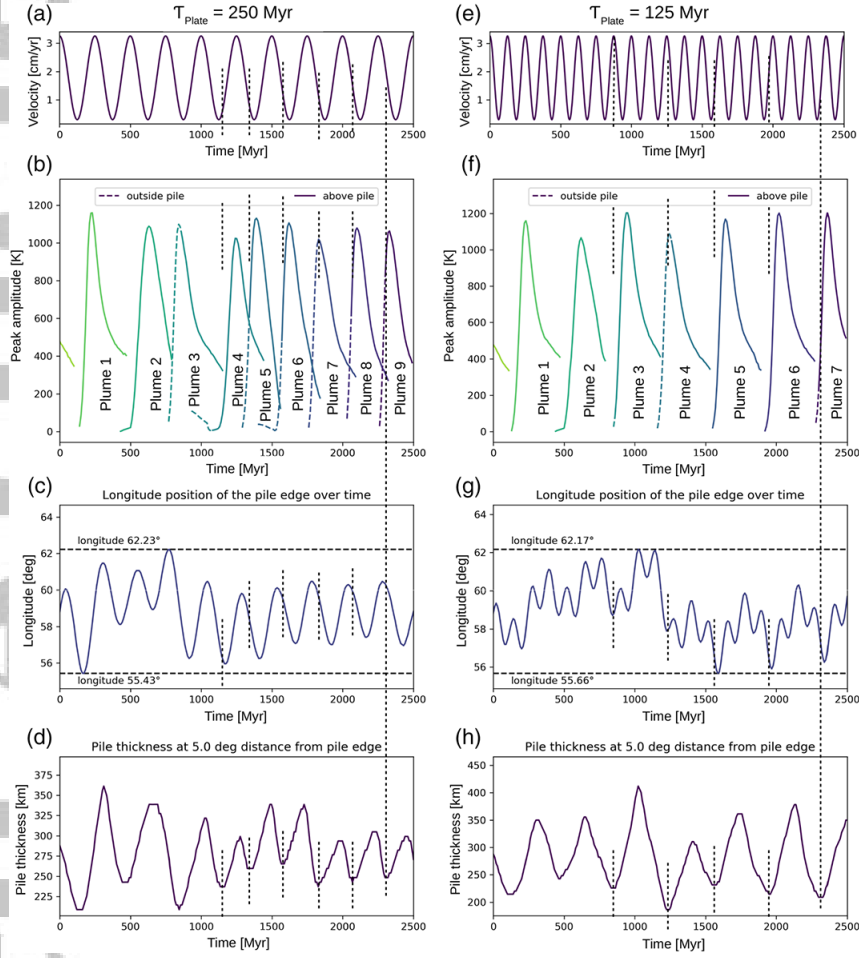 (a)
𝒯Plate = 250 Myr
Velocity [cm/yr]
3
2
1
0 500 1000 1500 2000 2500
Time [Myr]
(b)
outside pile above pile
Peak amplitude [K]
1200
1000
800
600
400
200
0
Plume 1
Plume 2
Plume 3
Plume 4
Plume 5
Plume 6
Plume 7
Plume 8
Plume 9
0 500 1000 1500 2000 2500
Time [Myr]
(c)
Longitude position of the pile edge over time
Longitude [deg]
64
62
60
58
56
longitude 62.23°
longitude 55.43°
0 500 1000 1500 2000 2500
Time [Myr]
(d)
Pile thickness at 5.0 deg distance from pile edge
Pile thickness [km]
375
350
325
300
275
250
225
0 500 1000 1500 2000 2500
Time [Myr]
(e)
𝒯Plate = 125 Myr
Velocity [cm/yr]
3
2
1
0 500 1000 1500 2000 2500
Time [Myr]
(f)
outside pile above pile
Peak amplitude [K]
1200
1000
800
600
400
200
0
Plume 1
Plume 2
Plume 3
Plume 4
Plume 5
Plume 6
Plume 7
0 500 1000 1500 2000 2500
Time [Myr]
(g)
Longitude position of the pile edge over time
Longitude [deg]
64
62
60
58
56
longitude 62.17°
longitude 55.66°
0 500 1000 1500 2000 2500
Time [Myr]
(h)
Pile thickness at 5.0 deg distance from pile edge
Pile thickness [km]
450
400
350
300
250
200
0 500 1000 1500 2000 2500
Time [Myr]